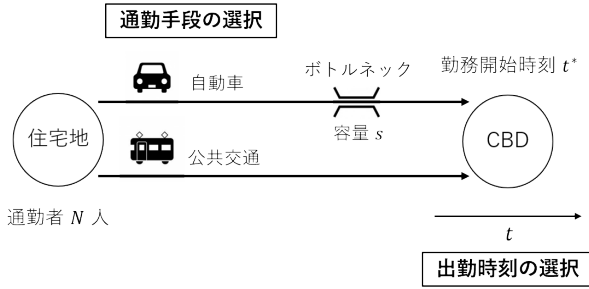 通勤手段の選択
自動車
ボトルネック
容量 s
勤務開始時刻 t*
住宅地
公共交通
CBD
通勤者 N 人
t
出勤時刻の選択